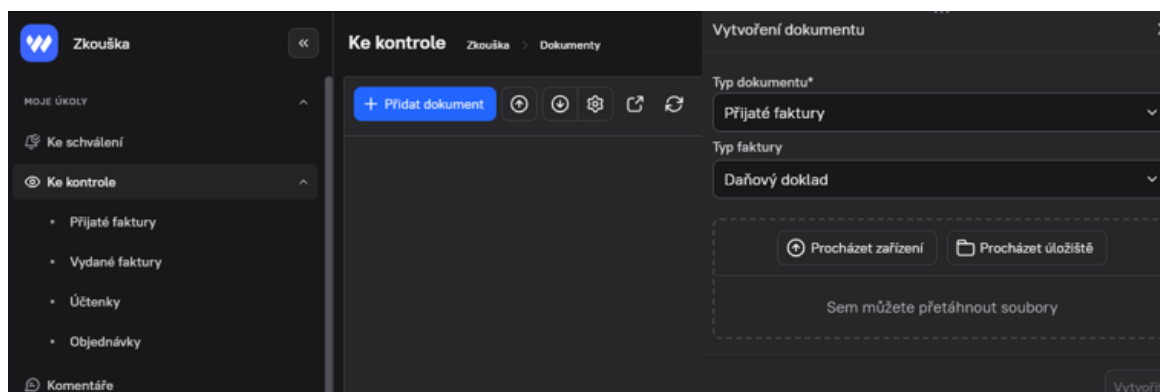 Zkouška
MOJE ÚKOLY
Ke schválení
Ke kontrole
Přijaté faktury
Vydané faktury
Účtenky
Objednávky
Komentáře
Ke kontrole Zkouška > Dokumenty
+ Přidat dokument
Vytvoření dokumentu
Typ dokumentu*
Přijaté faktury
Typ faktury
Daňový doklad
Procházet zařízení Procházet úložiště
Sem můžete přetáhnout soubory